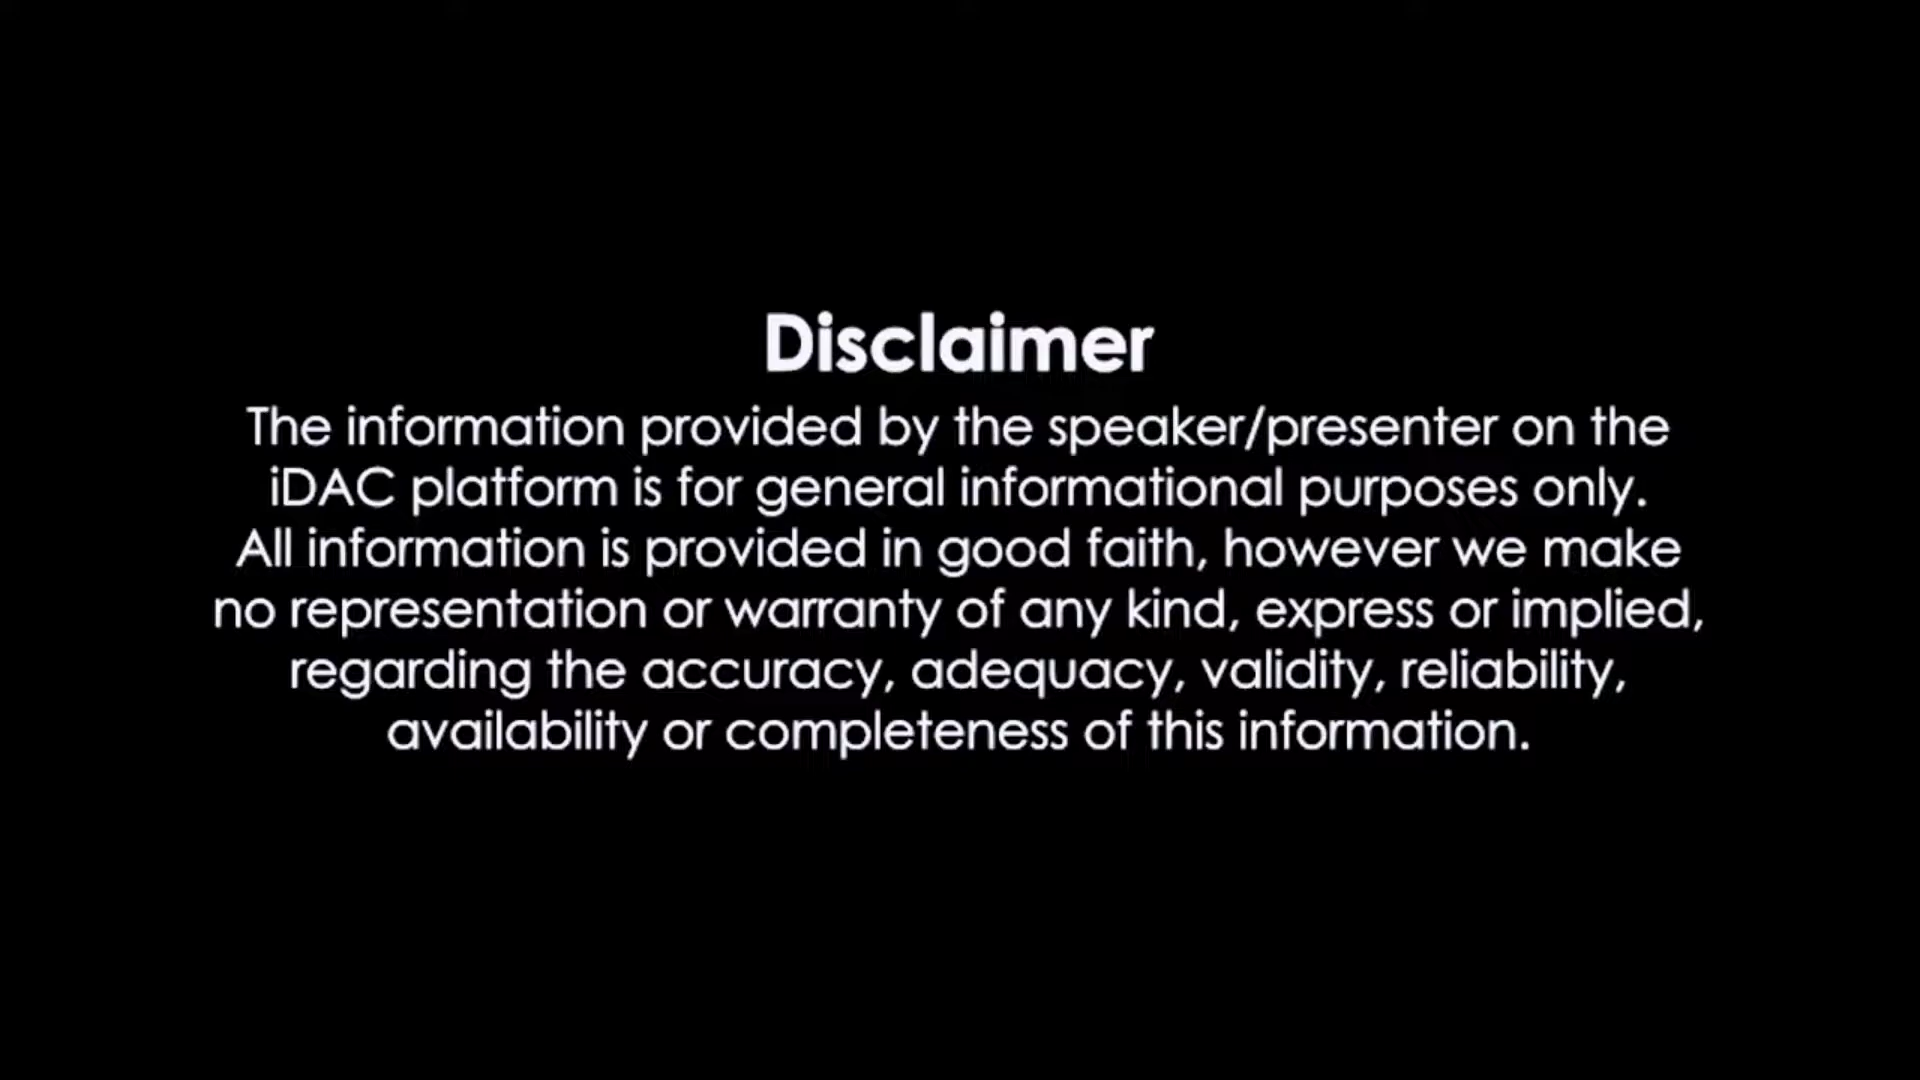 Disclaimer
The information provided by the speaker/presenter on the
iDAC platform is for general informational purposes only.
All information is provided in good faith, however we make
no representation or warranty of any kind, express or implied,
regarding the accuracy, adequacy, validity, reliability,
availability or completeness of this information.